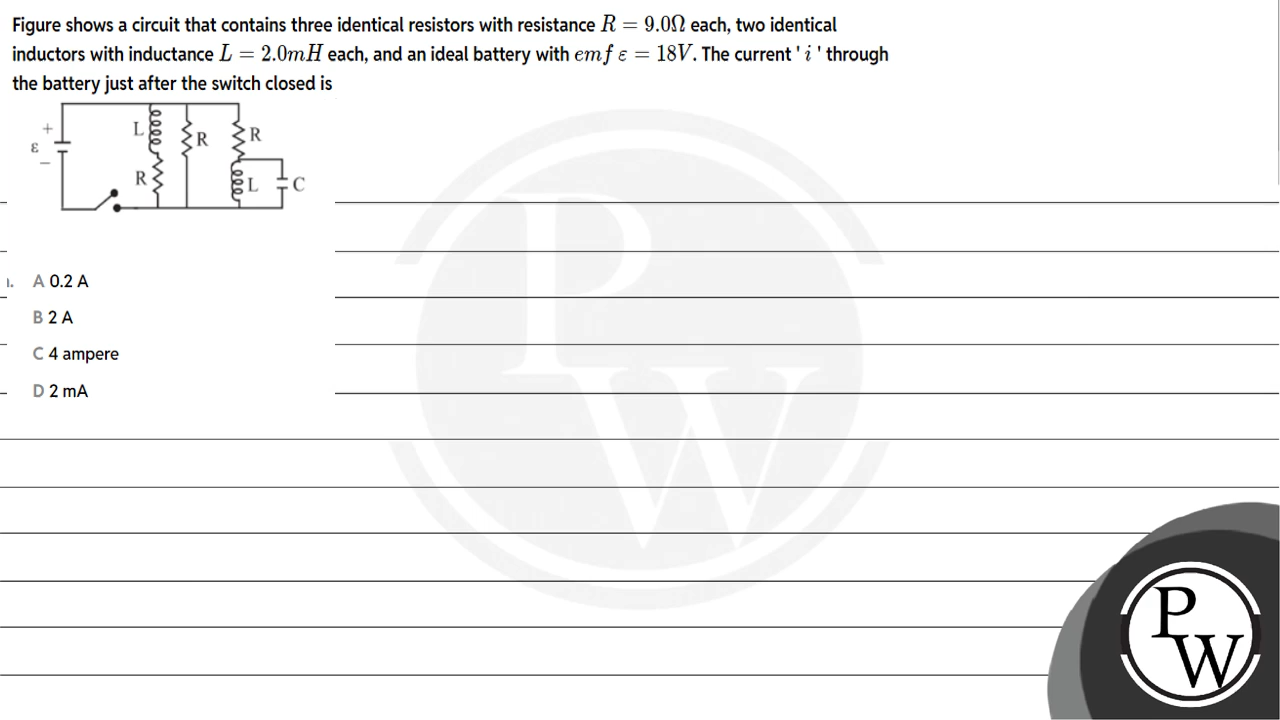 Figure shows a circuit that contains three identical resistors with resistance R = 9.0Ω each, two identical
inductors with inductance L = 2.0mH each, and an ideal battery with emf ε = 18V. The current ' i ' through
the battery just after the switch closed is
+
ε
−
L
R
R
R
L
C
1.
A 0.2 A
B 2 A
C 4 ampere
D 2 mA
P
W
P
W